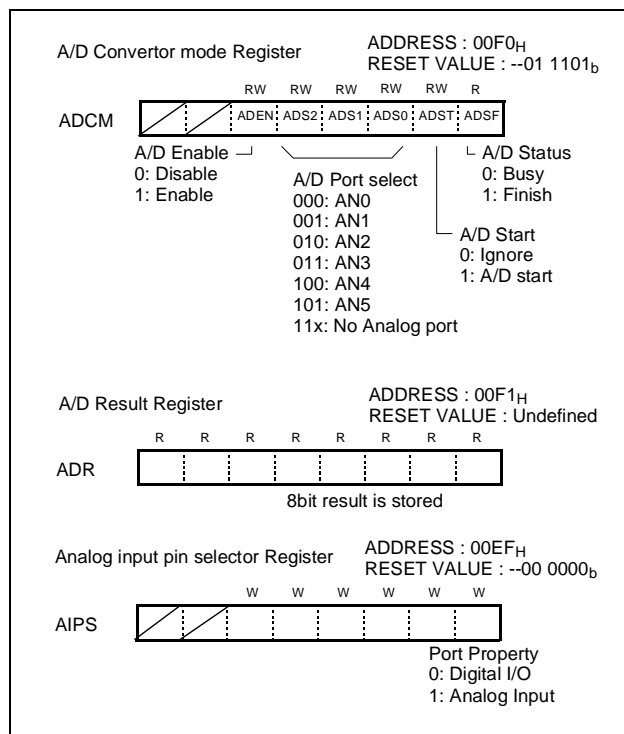 A/D Convertor mode Register
ADDRESS : 00F0H
RESET VALUE : --01 1101b
RW RW RW RW RW R
ADCM ADEN ADS2 ADS1 ADS0 ADST ADSF
A/D Enable
0: Disable
1: Enable
A/D Port select
000: AN0
001: AN1
010: AN2
011: AN3
100: AN4
101: AN5
11x: No Analog port
A/D Status
0: Busy
1: Finish
A/D Start
0: Ignore
1: A/D start
A/D Result Register
ADDRESS : 00F1H
RESET VALUE : Undefined
R R R R R R R R
ADR
8bit result is stored
Analog input pin selector Register
ADDRESS : 00EFH
RESET VALUE : --00 0000b
W W W W W W
AIPS
Port Property
0: Digital I/O
1: Analog Input